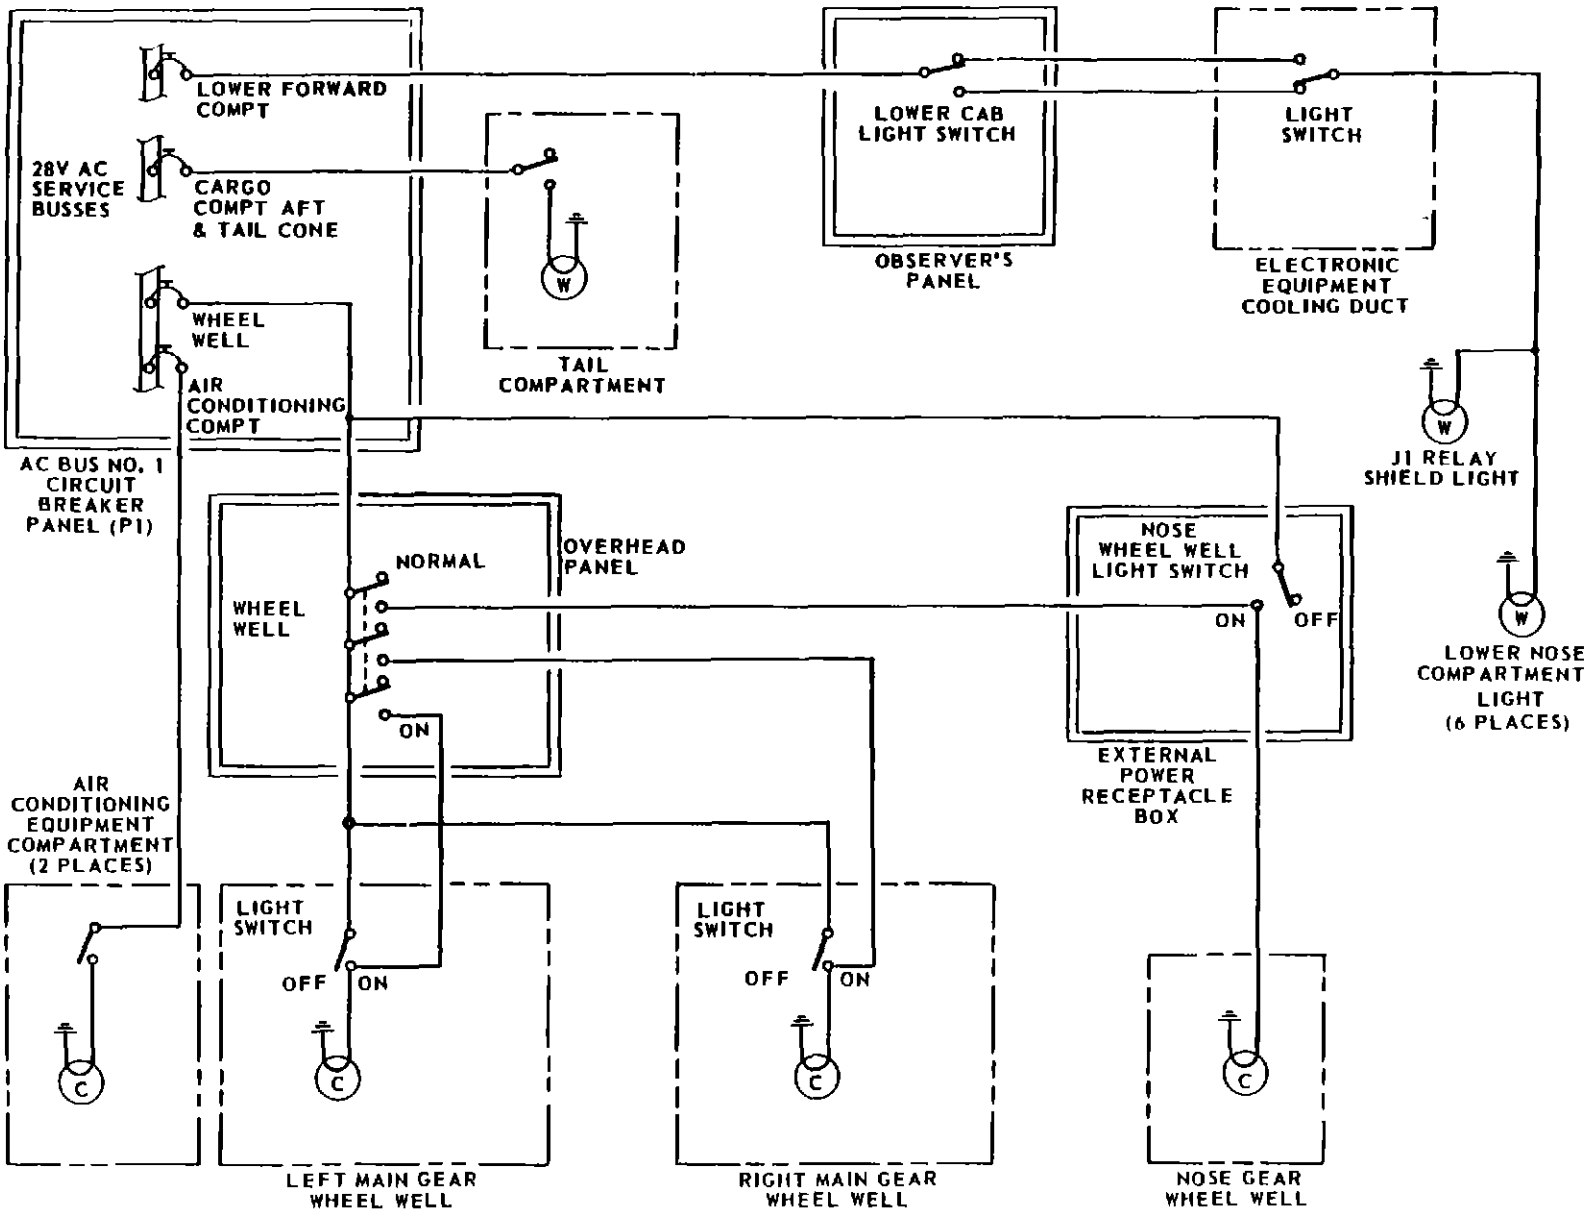 LOWER FORWARD
COMPT
28V AC
SERVICE
BUSSES
CARGO
COMPT AFT
& TAIL CONE
WHEEL
WELL
AIR
CONDITIONING
COMPT
AC BUS NO. 1
CIRCUIT
BREAKER
PANEL (P1)
W
TAIL
COMPARTMENT
LOWER CAB
LIGHT SWITCH
OBSERVER'S
PANEL
LIGHT
SWITCH
ELECTRONIC
EQUIPMENT
COOLING DUCT
W
J1 RELAY
SHIELD LIGHT
W
LOWER NOSE
COMPARTMENT
LIGHT
(6 PLACES)
OVERHEAD
PANEL
NORMAL
WHEEL
WELL
ON
NOSE
WHEEL WELL
LIGHT SWITCH
ON
OFF
EXTERNAL
POWER
RECEPTACLE
BOX
AIR
CONDITIONING
EQUIPMENT
COMPARTMENT
(2 PLACES)
C
LIGHT
SWITCH
OFF
ON
C
LEFT MAIN GEAR
WHEEL WELL
LIGHT
SWITCH
OFF
ON
C
RIGHT MAIN GEAR
WHEEL WELL
C
NOSE GEAR
WHEEL WELL